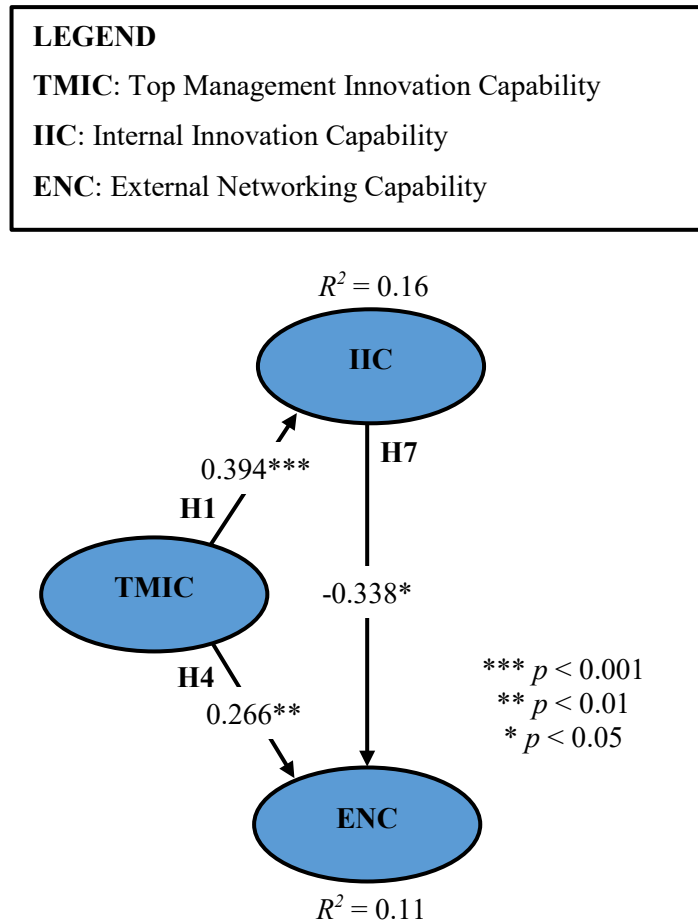 LEGEND
TMIC: Top Management Innovation Capability
IIC: Internal Innovation Capability
ENC: External Networking Capability
R² = 0.16
IIC
H7
0.394***
H1
TMIC
-0.338*
H4
0.266**
*** p < 0.001
** p < 0.01
* p < 0.05
ENC
R² = 0.11